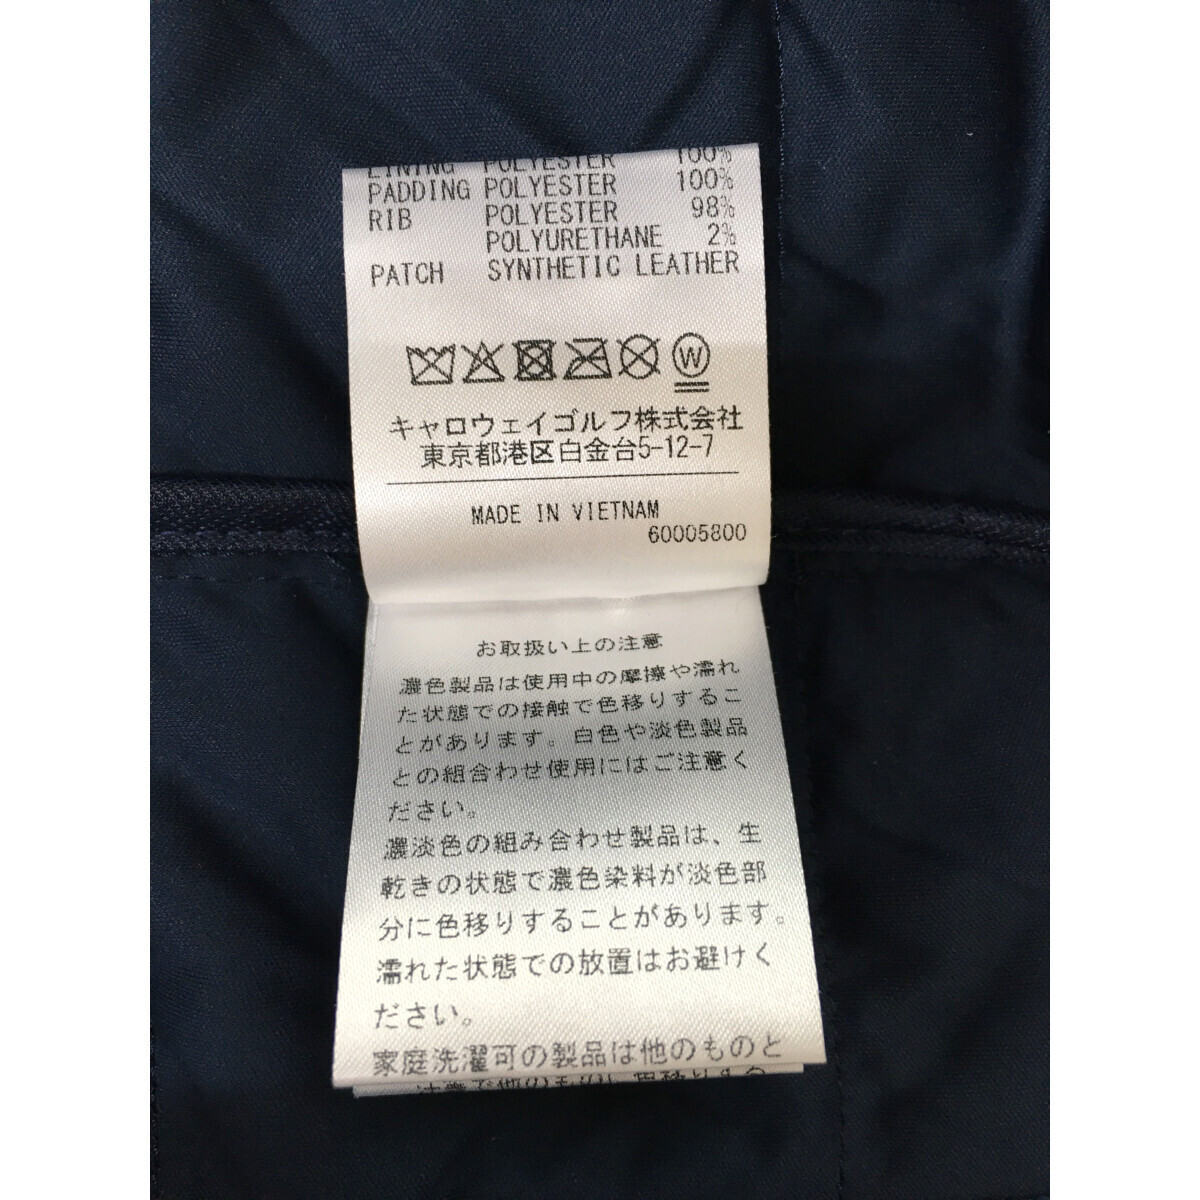 LINING POLYESTER 100%
PADDING POLYESTER 100%
RIB POLYESTER 98%
POLYURETHANE 2%
PATCH SYNTHETIC LEATHER
W
キャロウェイゴルフ株式会社
東京都港区白金台5-12-7
MADE IN VIETNAM
60005800
お取扱い上の注意
濃色製品は使用中の摩擦や濡れ
た状態での接触で色移りするこ
とがあります。白色や淡色製品
との組合わせ使用にはご注意く
ださい。
濃淡色の組み合わせ製品は、生
乾きの状態で濃色染料が淡色部
分に色移りすることがあります。
濡れた状態での放置はお避けく
ださい。
家庭洗濯可の製品は他のものと